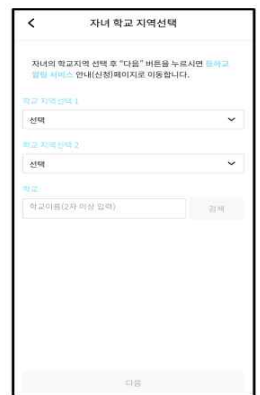 자녀 학교 지역선택
자녀의 학교지역 선택 후 "다음" 버튼을 누르시면 등하교
알림 서비스 안내(신청)페이지로 이동합니다.
학교 지역선택 1
선택
학교 지역선택 2
선택
학교
학교이름(2자 이상 입력)
검색
다음